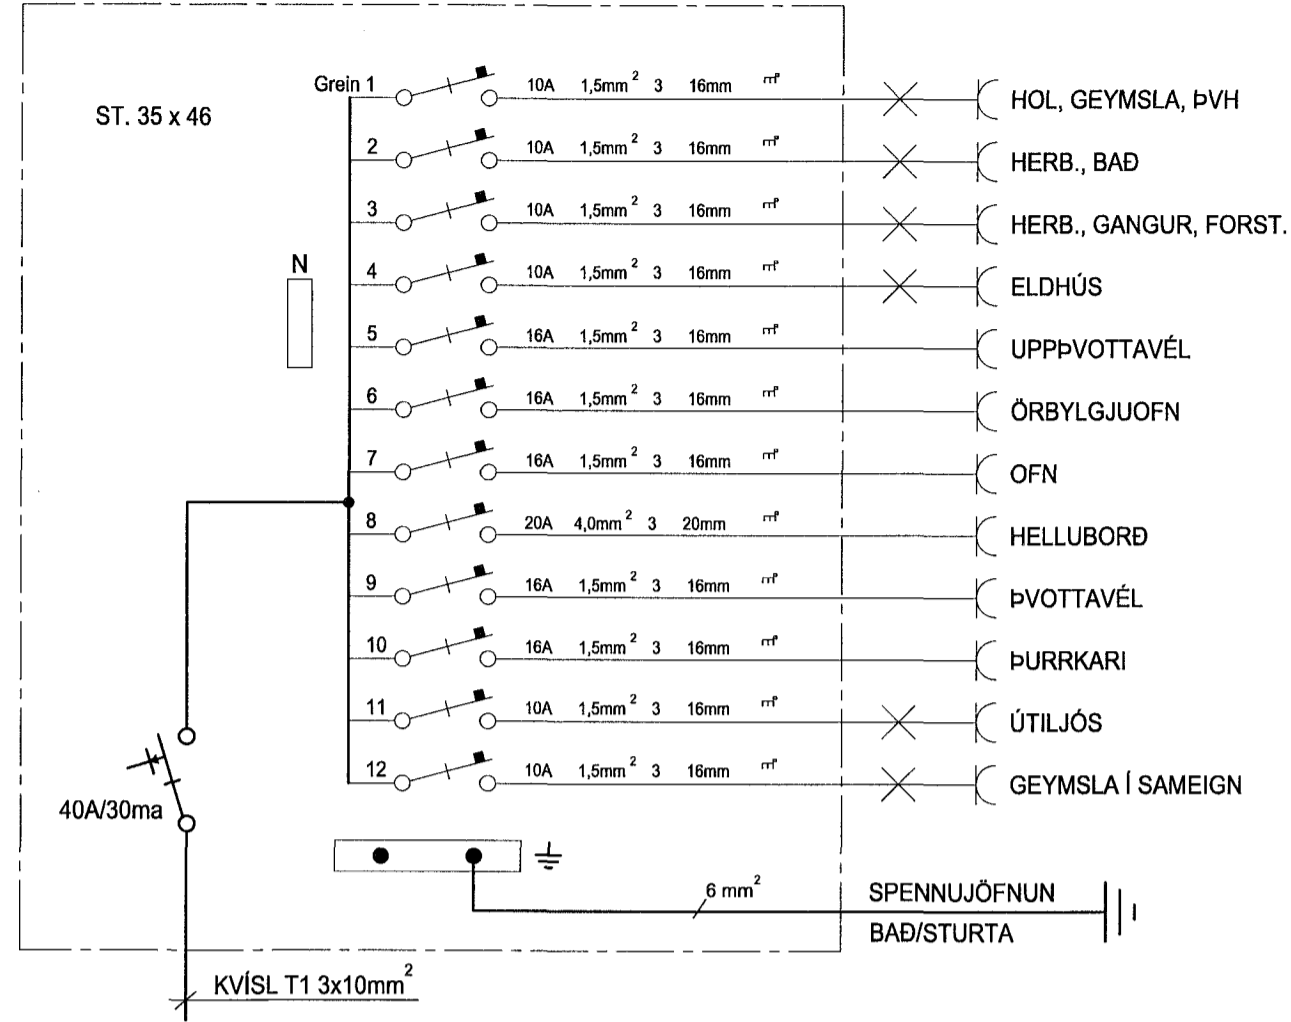 ST. 35 x 46
Grein 1 10A 1,5mm² 3 16mm HOL, GEYMSLA, ÞVH
2 10A 1,5mm² 3 16mm HERB., BAÐ
3 10A 1,5mm² 3 16mm HERB., GANGUR, FORST.
N
4 10A 1,5mm² 3 16mm ELDHÚS
5 16A 1,5mm² 3 16mm UPPÞVOTTAVÉL
6 16A 1,5mm² 3 16mm ÖRBYLGJUOFN
7 16A 1,5mm² 3 16mm OFN
8 20A 4,0mm² 3 20mm HELLUBORÐ
9 16A 1,5mm² 3 16mm ÞVOTTAVÉL
10 16A 1,5mm² 3 16mm ÞURRKARI
11 10A 1,5mm² 3 16mm ÚTILJÓS
12 10A 1,5mm² 3 16mm GEYMSLA Í SAMEIGN
40A/30ma
6 mm² SPENNUJÖFNUN
BAÐ/STURTA
KVÍSL T1 3x10mm²